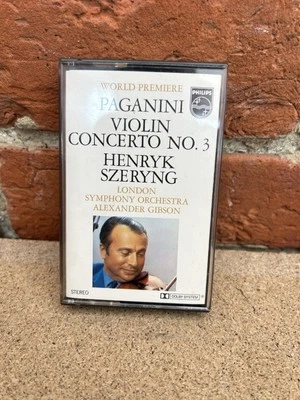 WORLD PREMIERE
PHILIPS
PAGANINI
VIOLIN
CONCERTO NO. 3
HENRYK
SZERYNG
LONDON
SYMPHONY ORCHESTRA
ALEXANDER GIBSON
STEREO
DOLBY SYSTEM